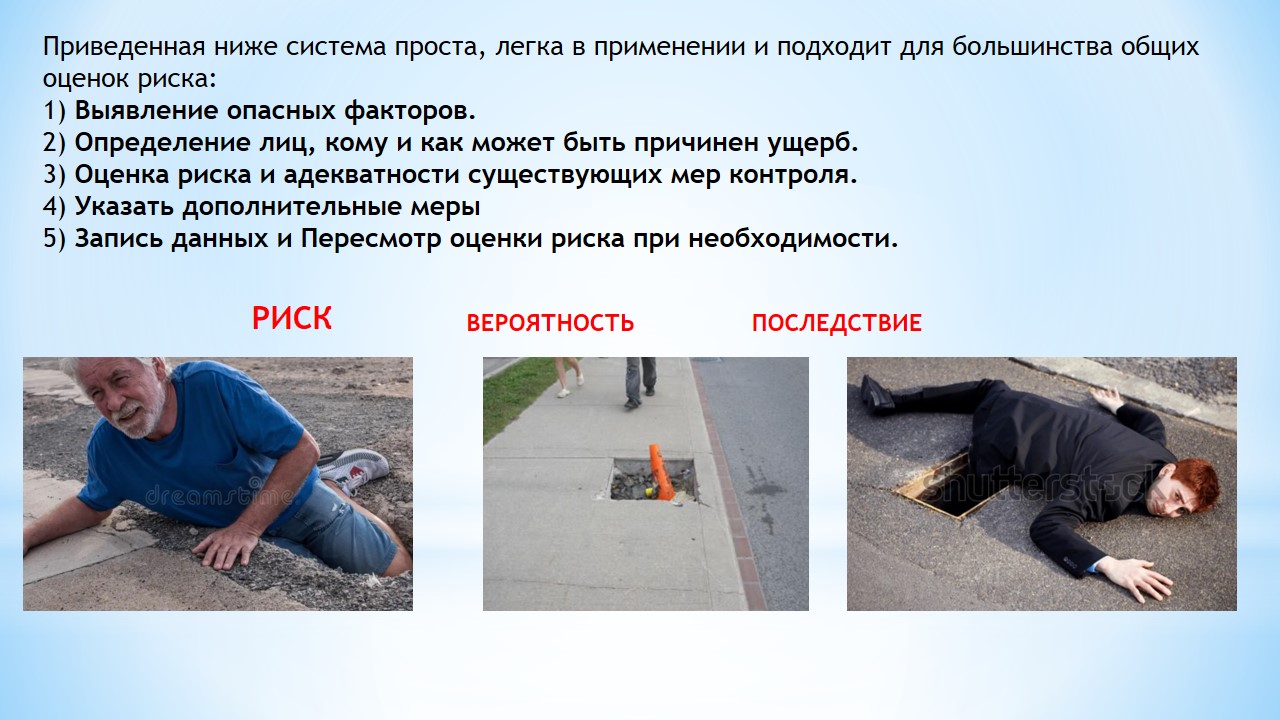 Приведенная ниже система проста, легка в применении и подходит для большинства общих
оценок риска:
1) Выявление опасных факторов.
2) Определение лиц, кому и как может быть причинен ущерб.
3) Оценка риска и адекватности существующих мер контроля.
4) Указать дополнительные меры
5) Запись данных и Пересмотр оценки риска при необходимости.
РИСК
ВЕРОЯТНОСТЬ
ПОСЛЕДСТВИЕ
dreamstime